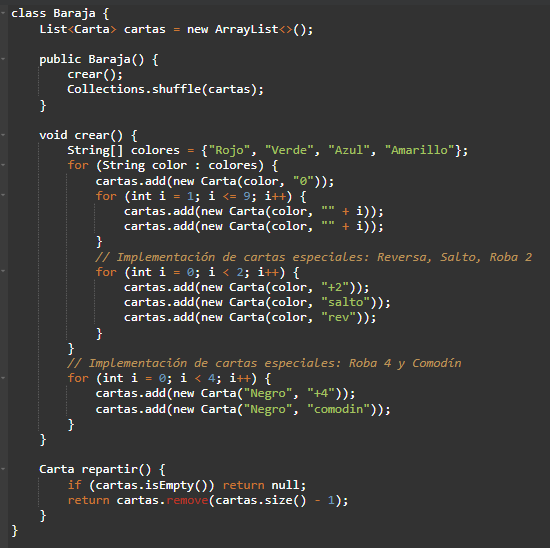 class Baraja {
    List<Carta> cartas = new ArrayList<>();

    public Baraja() {
        crear();
        Collections.shuffle(cartas);
    }

    void crear() {
        String[] colores = {"Rojo", "Verde", "Azul", "Amarillo"};
        for (String color : colores) {
            cartas.add(new Carta(color, "0"));
            for (int i = 1; i <= 9; i++) {
                cartas.add(new Carta(color, "" + i));
                cartas.add(new Carta(color, "" + i));
            }
            // Implementación de cartas especiales: Reversa, Salto, Roba 2
            for (int i = 0; i < 2; i++) {
                cartas.add(new Carta(color, "+2"));
                cartas.add(new Carta(color, "salto"));
                cartas.add(new Carta(color, "rev"));
            }
        }
        // Implementación de cartas especiales: Roba 4 y Comodín
        for (int i = 0; i < 4; i++) {
            cartas.add(new Carta("Negro", "+4"));
            cartas.add(new Carta("Negro", "comodin"));
        }
    }

    Carta repartir() {
        if (cartas.isEmpty()) return null;
        return cartas.remove(cartas.size() - 1);
    }
}